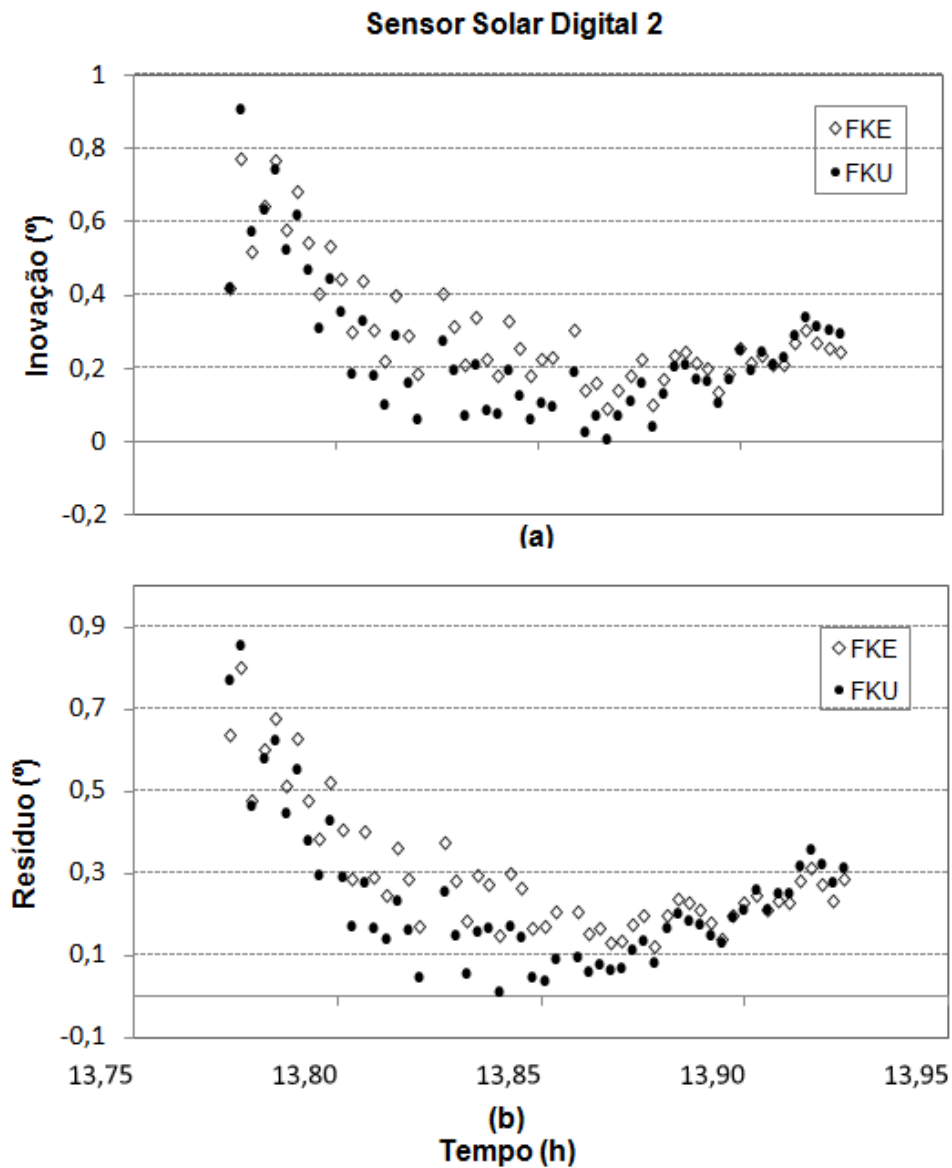 Sensor Solar Digital 2
1
0,8
0,6
0,4
0,2
0
-0,2
Inovação (º)
FKE
FKU
(a)
0,9
0,7
0,5
0,3
0,1
-0,1
Resíduo (º)
FKE
FKU
13,75 13,80 13,85 13,90 13,95
(b)
Tempo (h)